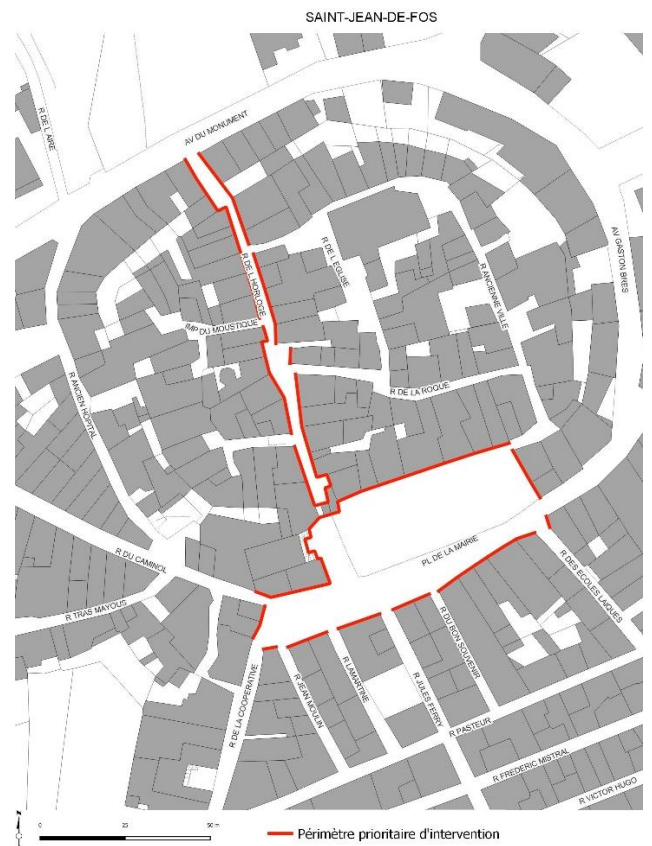 SAINT-JEAN-DE-FOS
R DE L AIRE
AV DU MONUMENT
AV GASTON BRES
R DE L HORLOGE
R DE L EGLISE
R ANCIENNE VILLE
IMP DU MOUSTIQUE
R ANCIEN HOPITAL
R DE LA ROQUE
PL DE LA MAIRIE
R DU CAMINOL
R TRAS MAYOUS
R DES ECOLES LAIQUES
R DE LA COOPERATIVE
R JEAN MOULIN
R LAMARTINE
R JULES FERRY
R DU BON SOUVENIR
R PASTEUR
R FREDERIC MISTRAL
R VICTOR HUGO
0 25 50 m
Périmètre prioritaire d'intervention